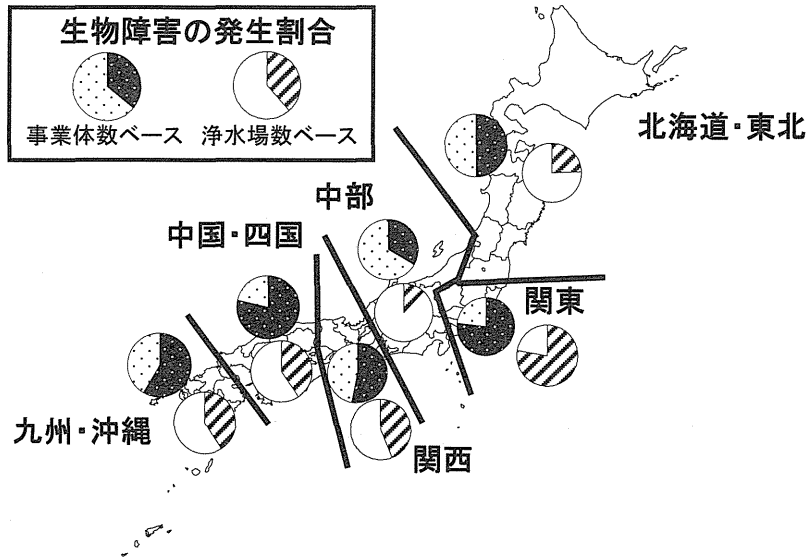 生物障害の発生割合
事業体数ベース 浄水場数ベース
北海道・東北
中部
中国・四国
関東
九州・沖縄
関西